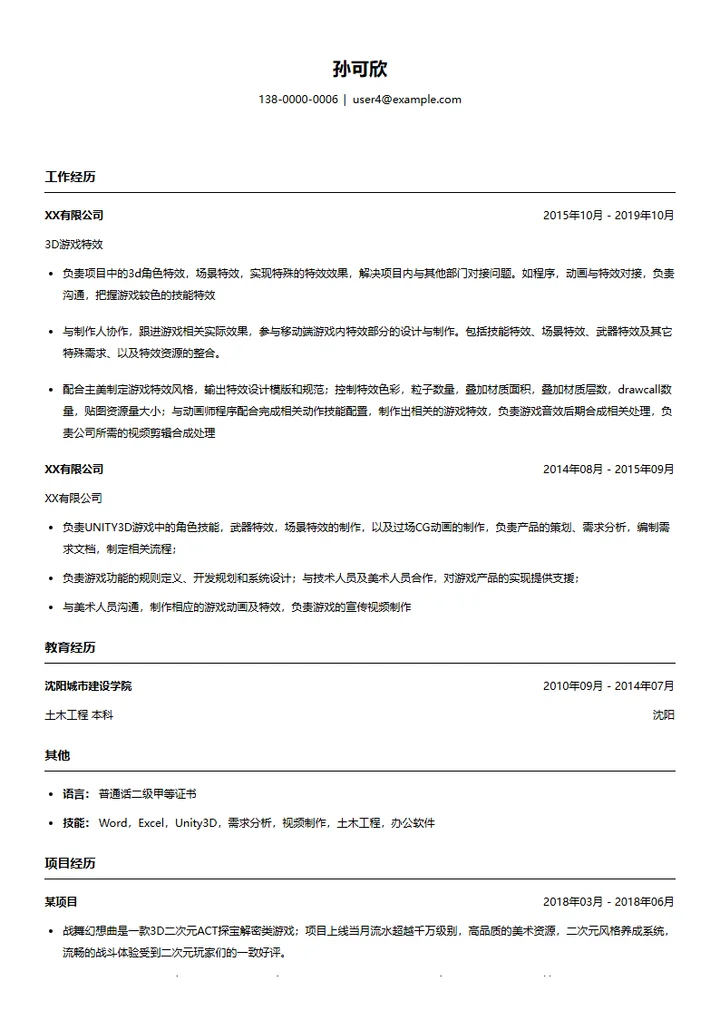 孙可欣
138-0000-0006 | user4@example.com
工作经历
XX有限公司 2015年10月 - 2019年10月
3D游戏特效
• 负责项目中的3d角色特效，场景特效，实现特殊的特效效果，解决项目内与其他部门对接问题。如程序，动画与特效对接，负责
沟通，把握游戏较色的技能特效
• 与制作人协作，跟进游戏相关实际效果，参与移动端游戏内特效部分的设计与制作。包括技能特效、场景特效、武器特效及其它
特殊需求、以及特效资源的整合。
• 配合主美制定游戏特效风格，输出特效设计模版和规范；控制特效色彩，粒子数量，叠加材质面积，叠加材质层数，drawcall数
量，贴图资源量大小；与动画师程序配合完成相关动作技能配置，制作出相关的游戏特效，负责游戏音效后期合成相关处理，负
责公司所需的视频剪辑合成处理
XX有限公司 2014年08月 - 2015年09月
XX有限公司
• 负责UNITY3D游戏中的角色技能，武器特效，场景特效的制作，以及过场CG动画的制作，负责产品的策划、需求分析，编制需
求文档，制定相关流程；
• 负责游戏功能的规则定义、开发规划和系统设计；与技术人员及美术人员合作，对游戏产品的实现提供支援；
• 与美术人员沟通，制作相应的游戏动画及特效，负责游戏的宣传视频制作
教育经历
沈阳城市建设学院 2010年09月 - 2014年07月
土木工程 本科 沈阳
其他
• 语言： 普通话二级甲等证书
• 技能： Word，Excel，Unity3D，需求分析，视频制作，土木工程，办公软件
项目经历
某项目 2018年03月 - 2018年06月
• 战舞幻想曲是一款3D二次元ACT探宝解密类游戏；项目上线当月流水超越千万级别，高品质的美术资源，二次元风格养成系统，
流畅的战斗体验受到二次元玩家们的一致好评。